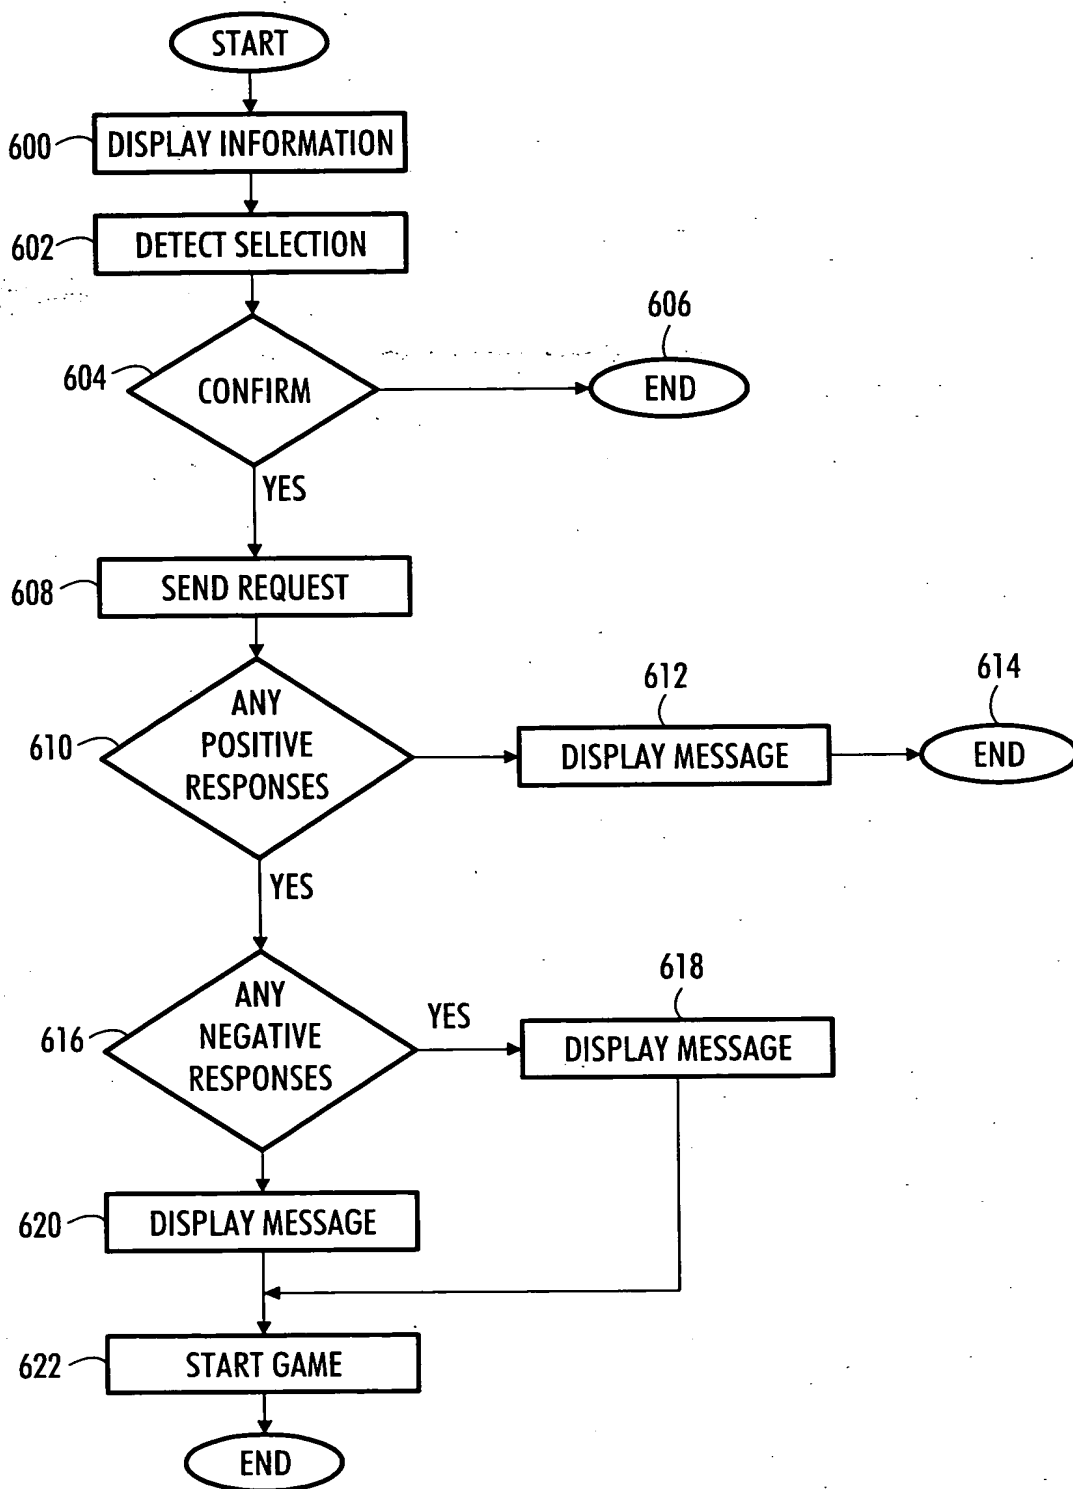 START
600
DISPLAY INFORMATION
602
DETECT SELECTION
606
604
CONFIRM
END
YES
608
SEND REQUEST
612
614
610
ANY
POSITIVE
RESPONSES
DISPLAY MESSAGE
END
YES
618
616
ANY
NEGATIVE
RESPONSES
YES
DISPLAY MESSAGE
620
DISPLAY MESSAGE
622
START GAME
END